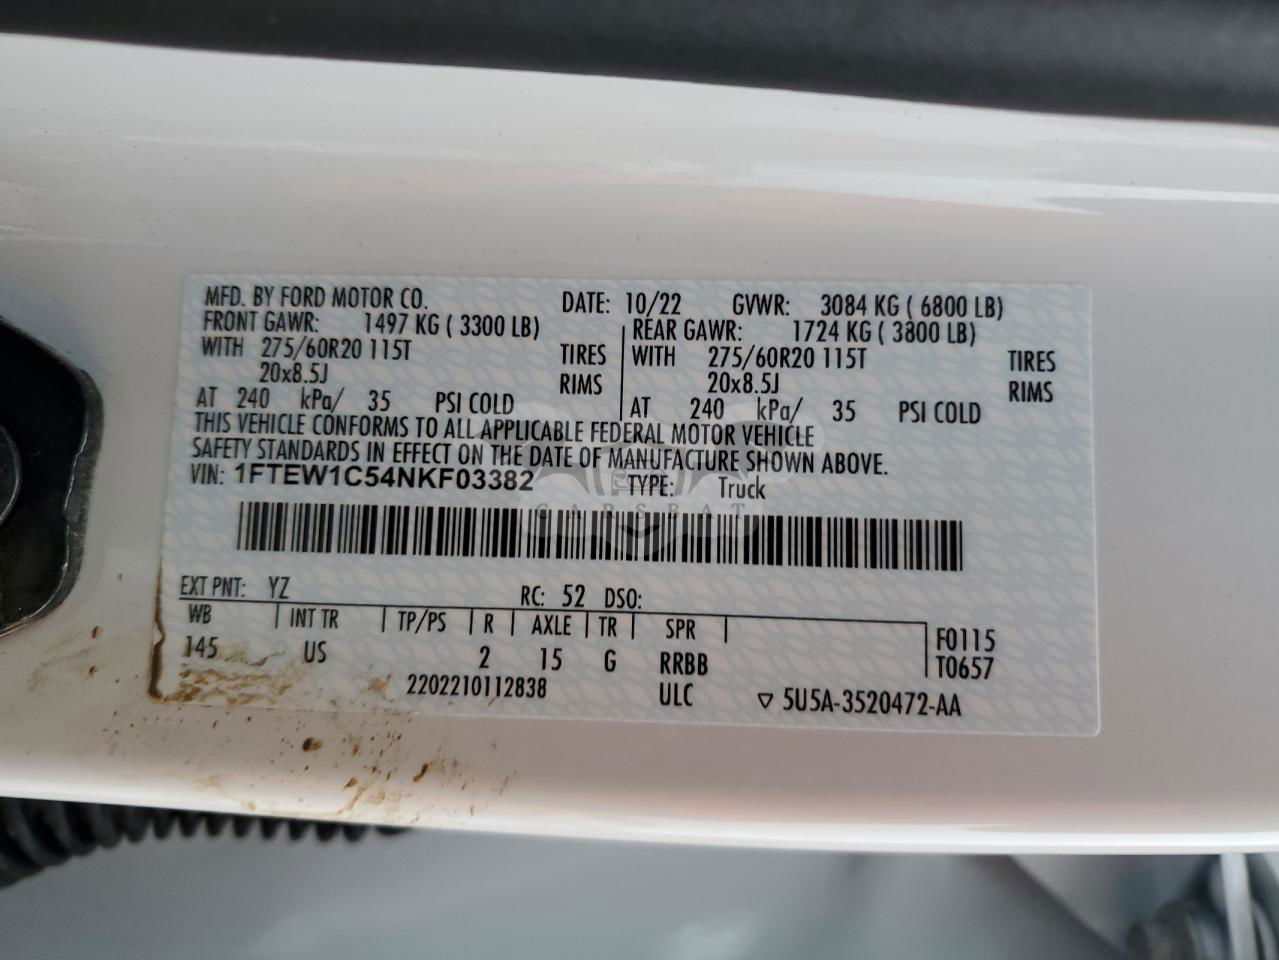 MFD. BY FORD MOTOR CO. DATE: 10/22 GVWR: 3084 KG ( 6800 LB)
FRONT GAWR: 1497 KG ( 3300 LB) REAR GAWR: 1724 KG ( 3800 LB)
WITH 275/60R20 115T TIRES WITH 275/60R20 115T TIRES
20x8.5J RIMS 20x8.5J RIMS
AT 240 kPa/ 35 PSI COLD AT 240 kPa/ 35 PSI COLD
THIS VEHICLE CONFORMS TO ALL APPLICABLE FEDERAL MOTOR VEHICLE
SAFETY STANDARDS IN EFFECT ON THE DATE OF MANUFACTURE SHOWN ABOVE.
VIN: 1FTEW1C54NKF03382 TYPE: Truck
CARSBAT
EXT PNT: YZ RC: 52 DSO:
WB INT TR TP/PS R AXLE TR SPR F0115
145 US 2 15 G RRBB T0657
2202210112838 ULC ▽ 5U5A-3520472-AA